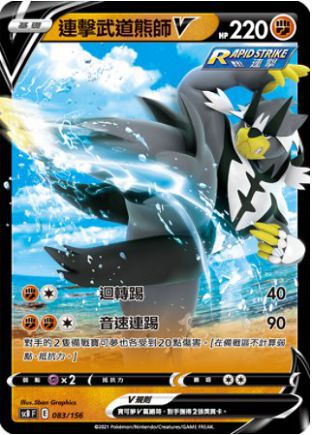 基礎 連擊武道熊師V HP 220
RAPID STRIKE
連擊
迴轉踢 40
音速連踢 90
對手的2隻備戰寶可夢也各受到20點傷害。[在備戰區不計算弱點・抵抗力。]
弱點 ×2 抵抗力 撤退
V規則
寶可夢V氣絕時，對手獲得2張獎賞卡。
Illus.5ban Graphics
sCB F E 083/156
©2021 Pokémon/Nintendo/Creatures/GAME FREAK.